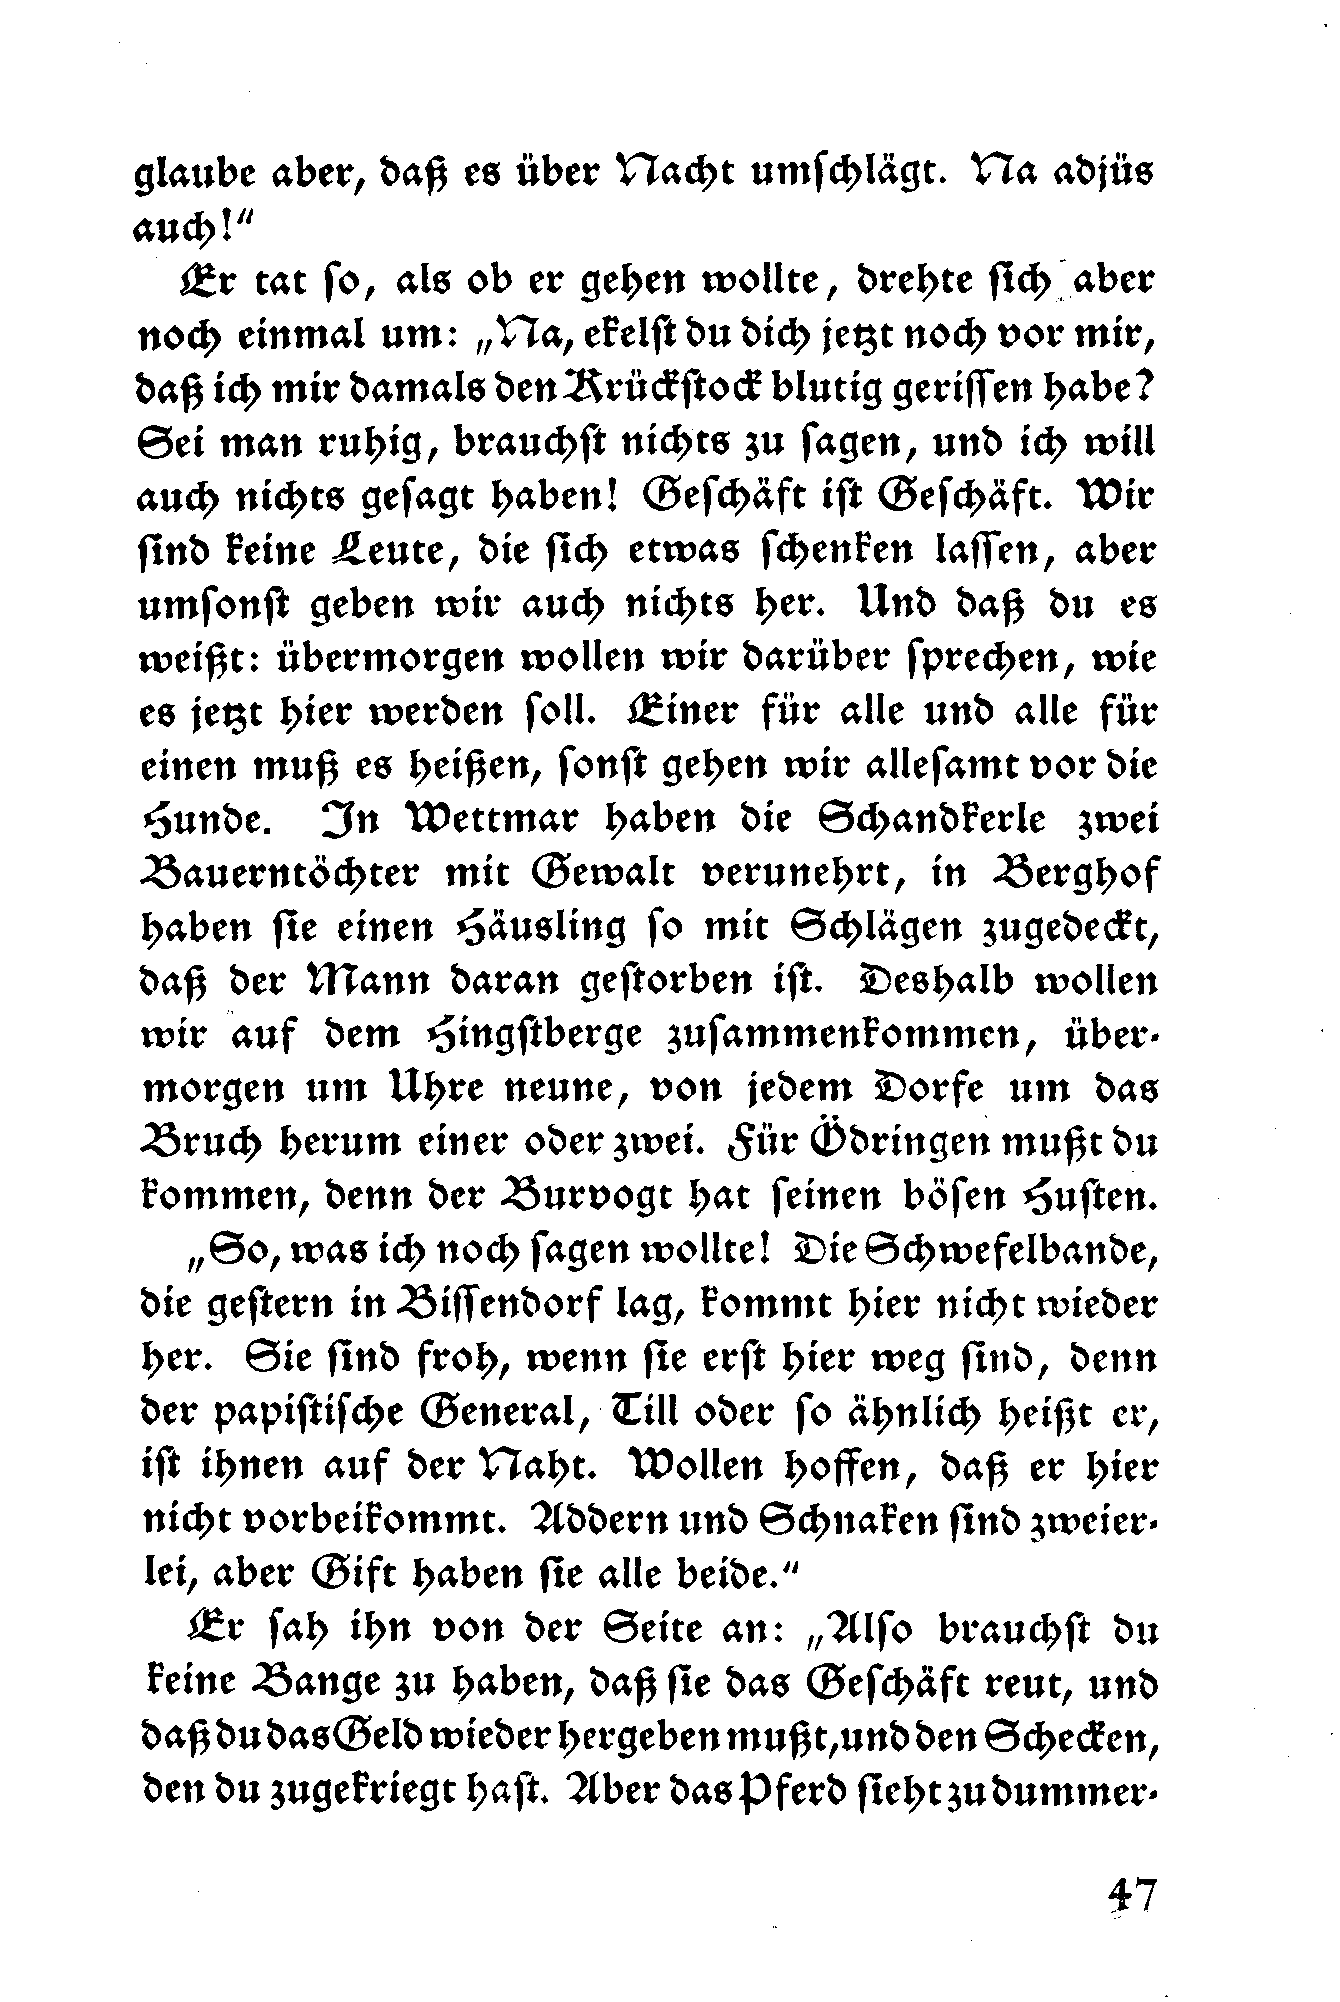 glaube aber, daß es über Nacht umschlägt. Na adjüs
auch!“
Er tat so, als ob er gehen wollte, drehte sich aber
noch einmal um: „Na, ekelst du dich jetzt noch vor mir,
daß ich mir damals den Krückstock blutig gerissen habe?
Sei man ruhig, brauchst nichts zu sagen, und ich will
auch nichts gesagt haben! Geschäft ist Geschäft. Wir
sind keine Leute, die sich etwas schenken lassen, aber
umsonst geben wir auch nichts her. Und daß du es
weißt: übermorgen wollen wir darüber sprechen, wie
es jetzt hier werden soll. Einer für alle und alle für
einen muß es heißen, sonst gehen wir allesamt vor die
Hunde. In Wettmar haben die Schandkerle zwei
Bauerntöchter mit Gewalt verunehrt, in Berghof
haben sie einen Häusling so mit Schlägen zugedeckt,
daß der Mann daran gestorben ist. Deshalb wollen
wir auf dem Hingstberge zusammenkommen, über-
morgen um Uhre neune, von jedem Dorfe um das
Bruch herum einer oder zwei. Für Ödringen mußt du
kommen, denn der Burvogt hat seinen bösen Husten.
„So, was ich noch sagen wollte! Die Schwefelbande,
die gestern in Bissendorf lag, kommt hier nicht wieder
her. Sie sind froh, wenn sie erst hier weg sind, denn
der papistische General, Till oder so ähnlich heißt er,
ist ihnen auf der Naht. Wollen hoffen, daß er hier
nicht vorbeikommt. Addern und Schnaken sind zweier-
lei, aber Gift haben sie alle beide.“
Er sah ihn von der Seite an: „Also brauchst du
keine Bange zu haben, daß sie das Geschäft reut, und
daß du das Geld wieder hergeben mußt, und den Schecken,
den du zugekriegt hast. Aber das Pferd sieht zu dummer-
47